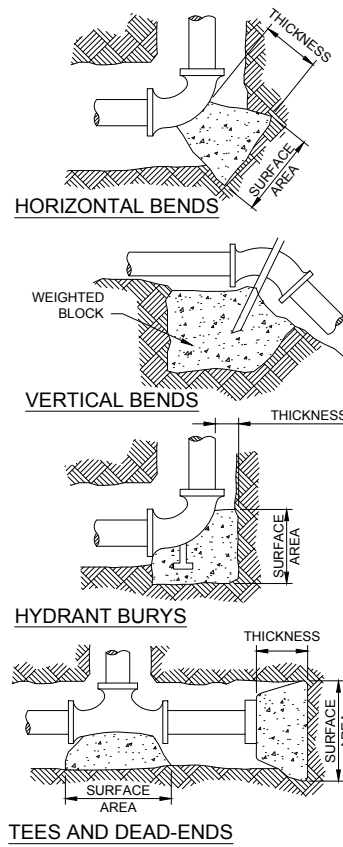 THICKNESS
SURFACE
AREA
HORIZONTAL BENDS
WEIGHTED
BLOCK
VERTICAL BENDS
THICKNESS
SURFACE
AREA
HYDRANT BURYS
THICKNESS
SURFACE
AREA
SURFACE
AREA
TEES AND DEAD-ENDS